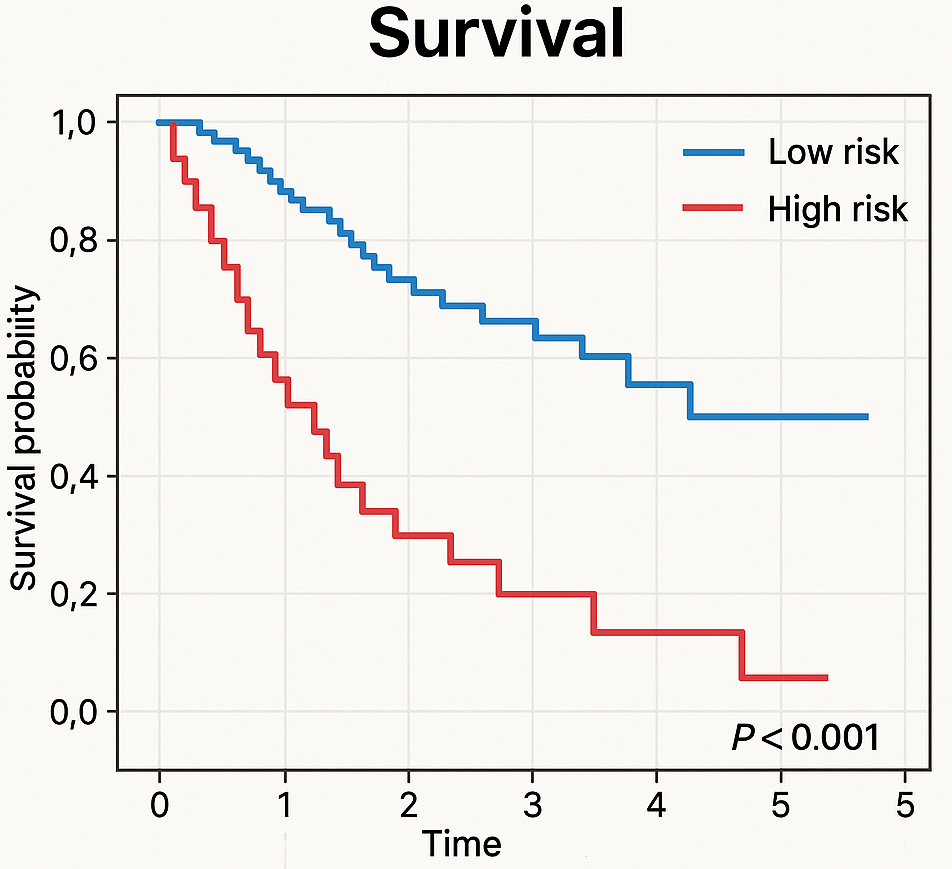 Survival
1,0
0,8
0,6
0,4
0,2
0,0
Survival probability
Low risk
High risk
P < 0.001
0 1 2 3 4 5 5
Time